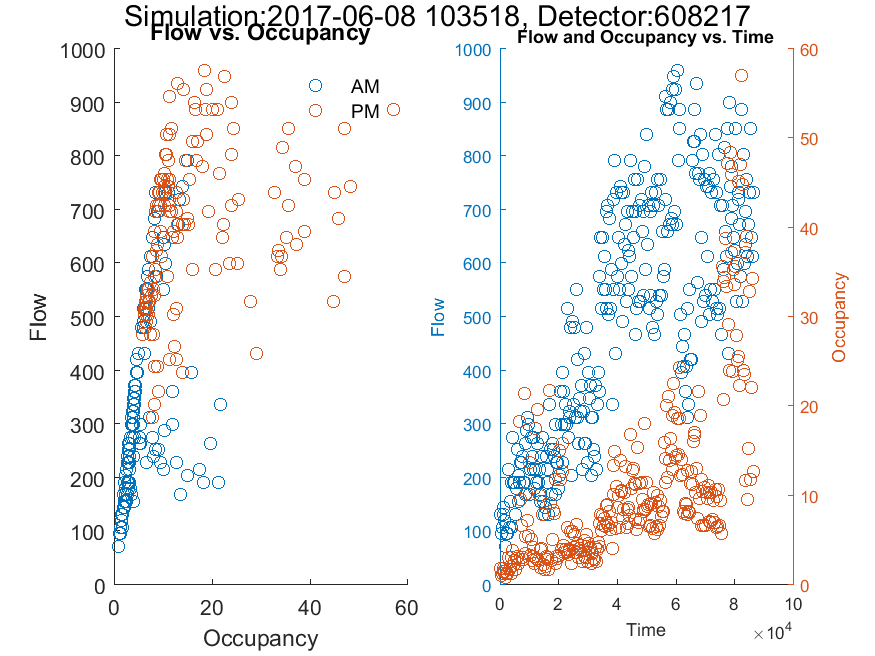 Simulation:2017-06-08 103518, Detector:608217
Flow vs. Occupancy
1000
900
800
700
600
500
400
300
200
100
0
Flow
0 20 40 60
Occupancy
AM
PM
Flow and Occupancy vs. Time
1000
900
800
700
600
500
400
300
200
100
0
Flow
0 2 4 6 8 10
×10^4
Time
60
50
40
30
20
10
0
Occupancy